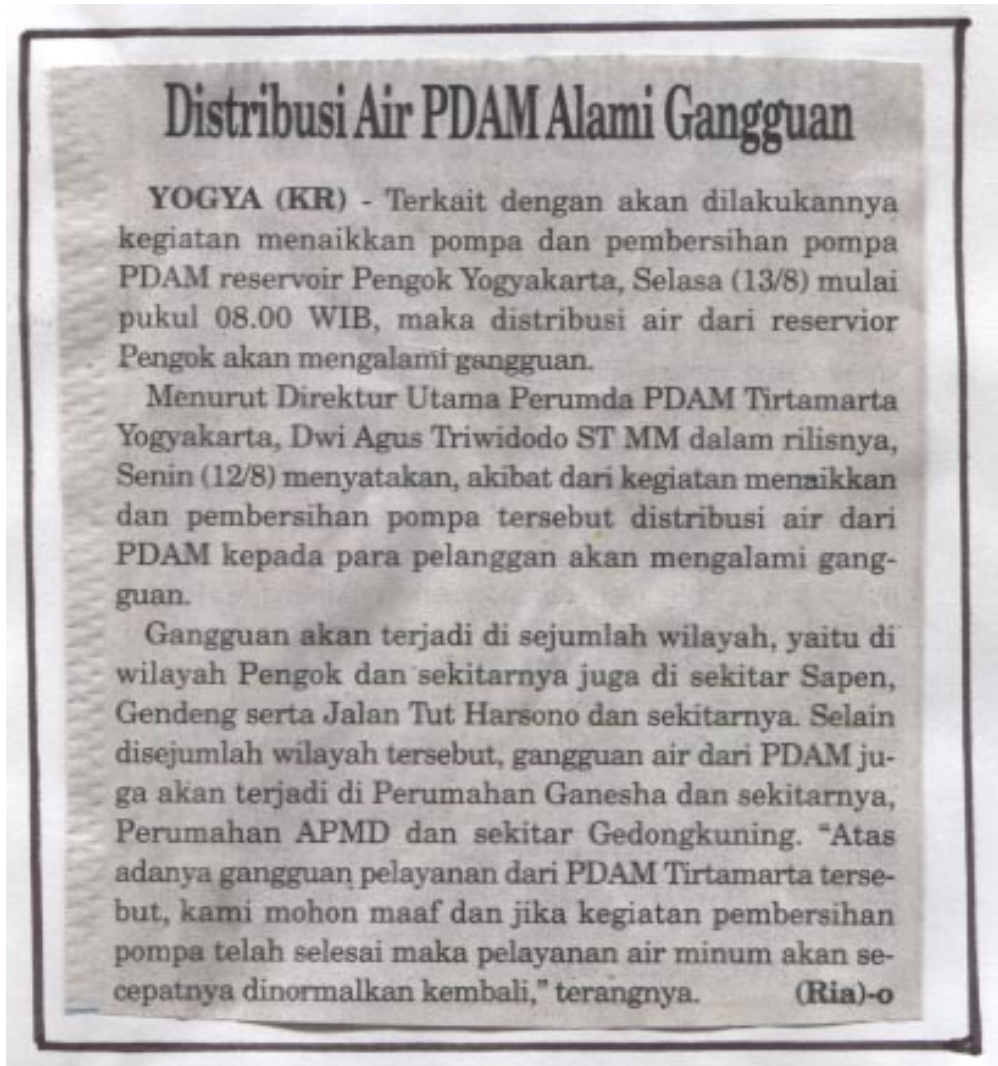 Distribusi Air PDAM Alami Gangguan
YOGYA (KR) - Terkait dengan akan dilakukannya
kegiatan menaikkan pompa dan pembersihan pompa
PDAM reservoir Pengok Yogyakarta, Selasa (13/8) mulai
pukul 08.00 WIB, maka distribusi air dari reservior
Pengok akan mengalami gangguan.
Menurut Direktur Utama Perumda PDAM Tirtamarta
Yogyakarta, Dwi Agus Triwidodo ST MM dalam rilisnya,
Senin (12/8) menyatakan, akibat dari kegiatan menaikkan
dan pembersihan pompa tersebut distribusi air dari
PDAM kepada para pelanggan akan mengalami gang-
guan.
Gangguan akan terjadi di sejumlah wilayah, yaitu di
wilayah Pengok dan sekitarnya juga di sekitar Sapen,
Gendeng serta Jalan Tut Harsono dan sekitarnya. Selain
disejumlah wilayah tersebut, gangguan air dari PDAM ju-
ga akan terjadi di Perumahan Ganesha dan sekitarnya,
Perumahan APMD dan sekitar Gedongkuning. “Atas
adanya gangguan pelayanan dari PDAM Tirtamarta terse-
but, kami mohon maaf dan jika kegiatan pembersihan
pompa telah selesai maka pelayanan air minum akan se-
cepatnya dinormalkan kembali,” terangnya. (Ria)-o